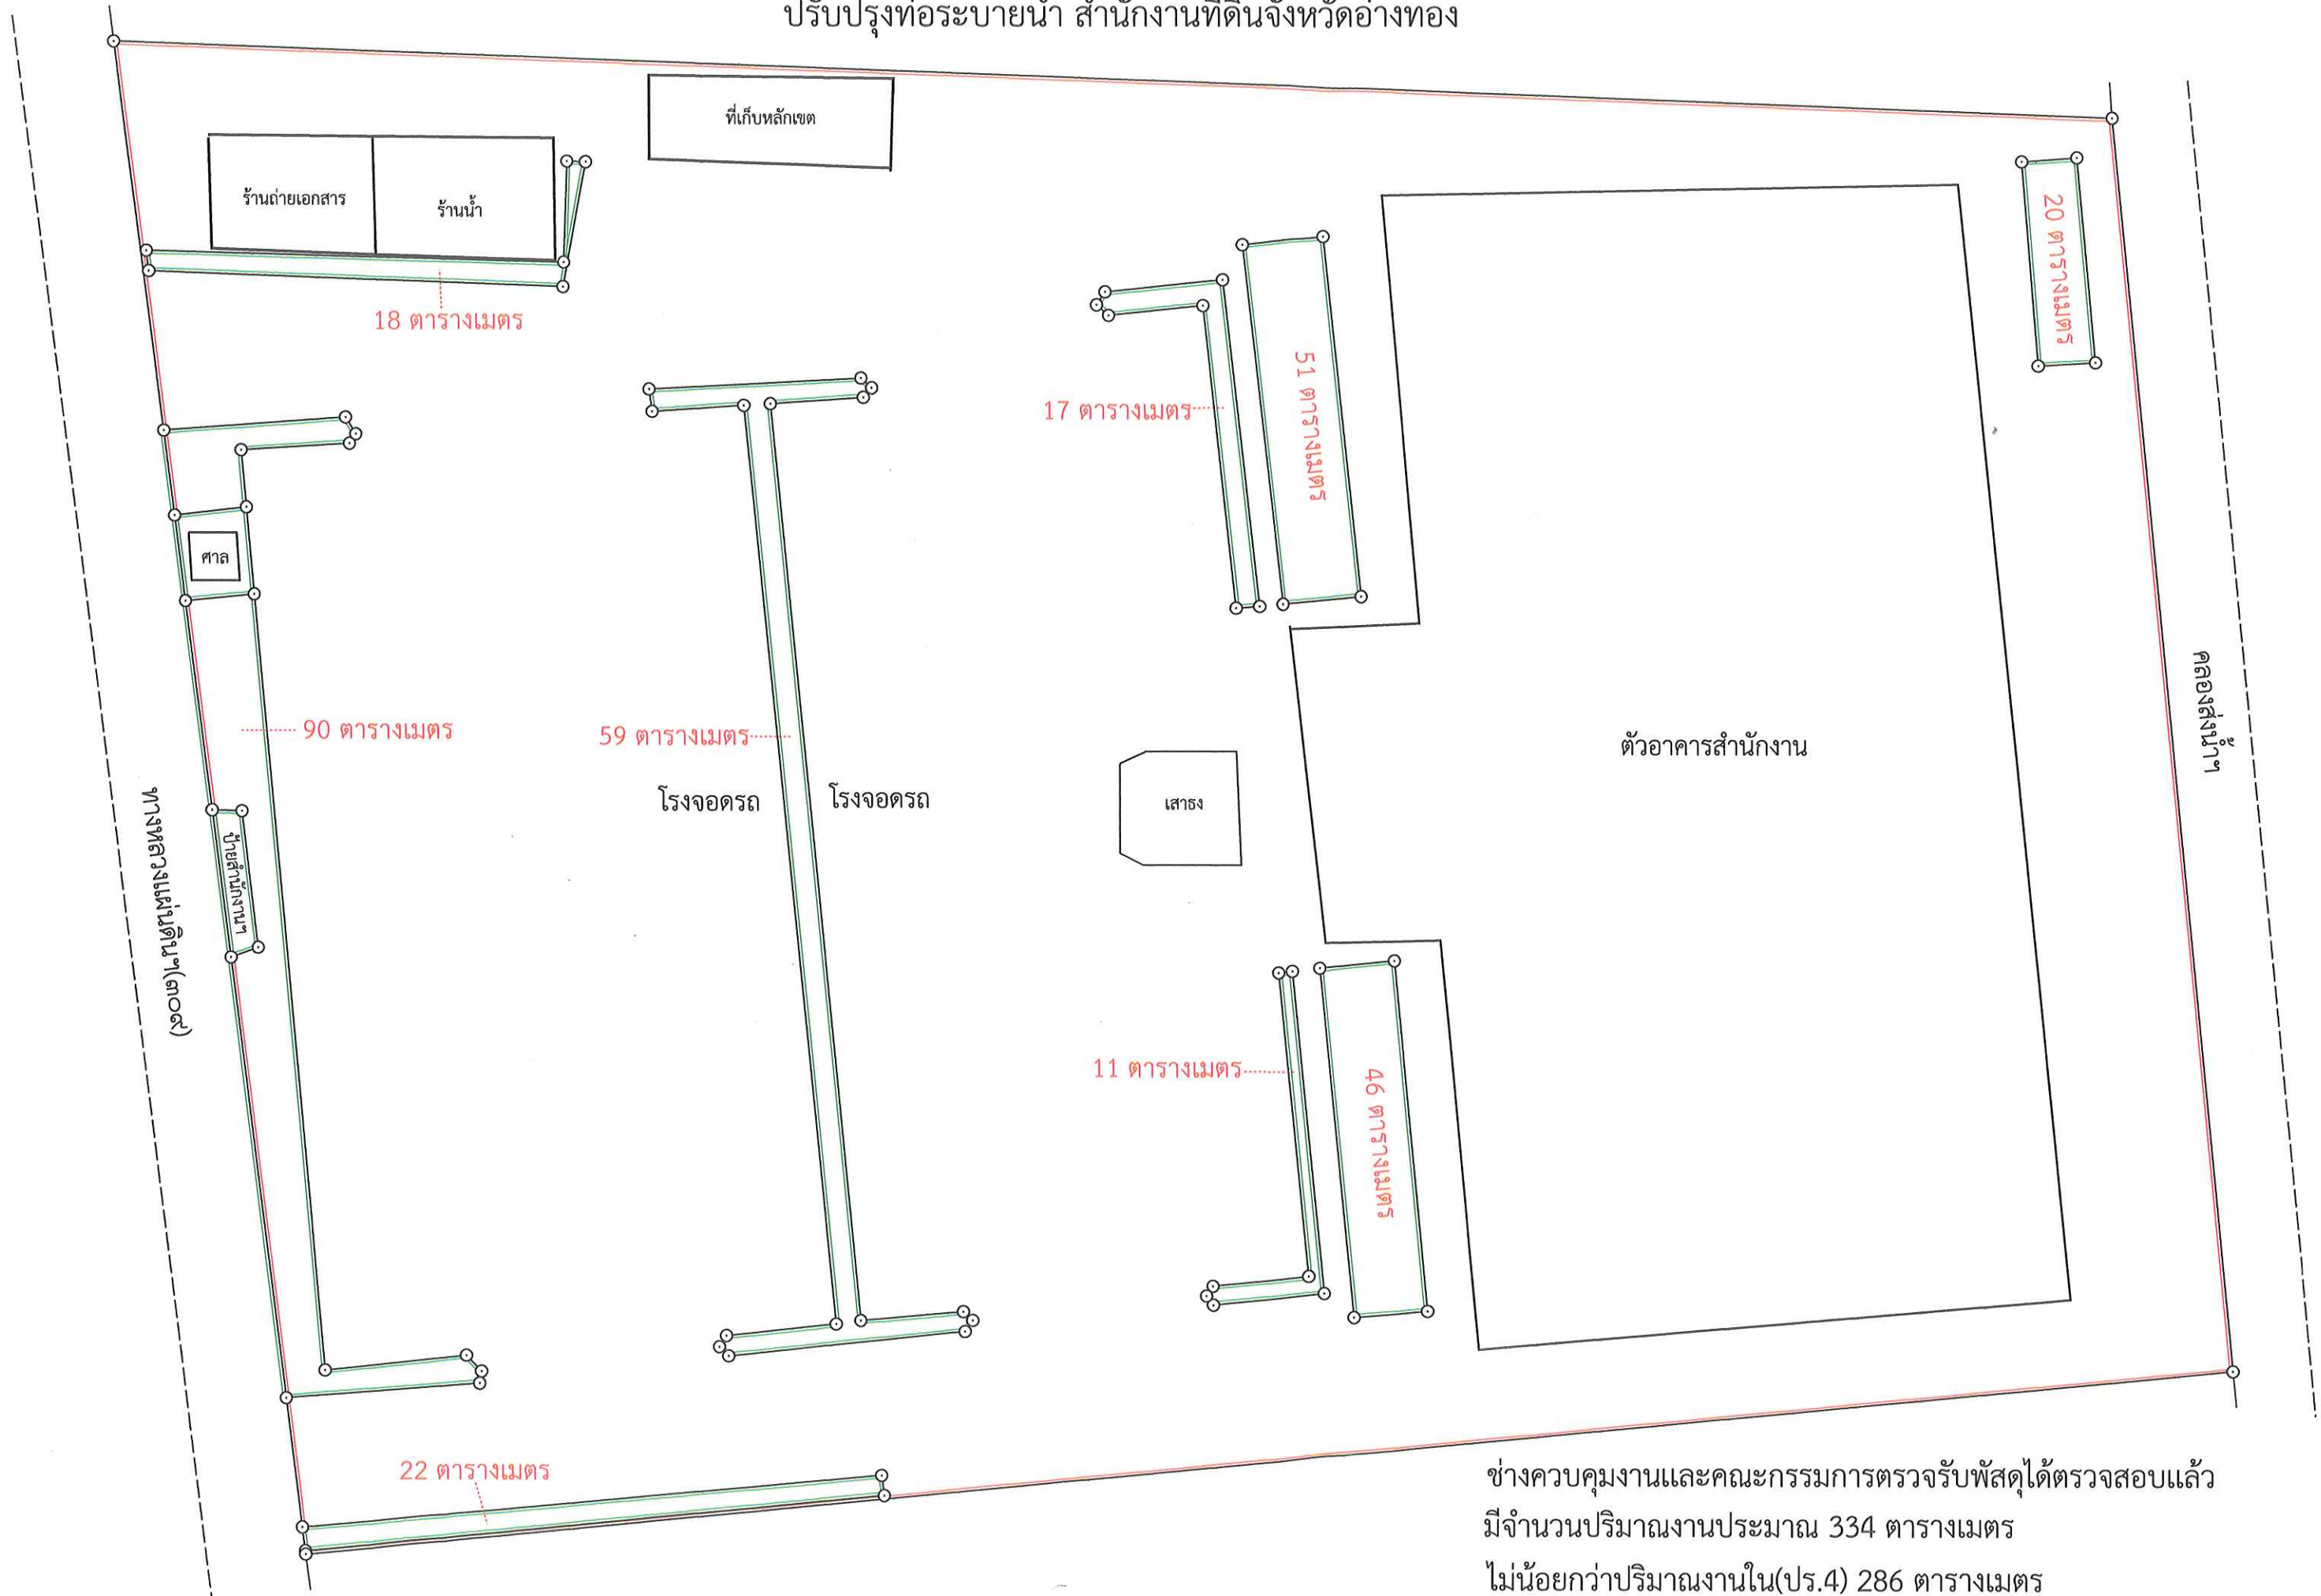 ปรับปรุงท่อระบายน้ำ สำนักงานที่ดินจังหวัดอ่างทอง
ที่เก็บหลักเขต
ร้านถ่ายเอกสาร
ร้านน้ำ
18 ตารางเมตร
20 ตารางเมตร
51 ตารางเมตร
17 ตารางเมตร
ศาล
90 ตารางเมตร
59 ตารางเมตร
โรงจอดรถ
โรงจอดรถ
เสาธง
ตัวอาคารสำนักงาน
คลองส่งน้ำฯ
ทางหลวงแผ่นดินฯ(๓๐๙)
ป้ายสำนักงานฯ
11 ตารางเมตร
46 ตารางเมตร
22 ตารางเมตร
ช่างควบคุมงานและคณะกรรมการตรวจรับพัสดุได้ตรวจสอบแล้ว
มีจำนวนปริมาณงานประมาณ 334 ตารางเมตร
ไม่น้อยกว่าปริมาณงานใน(ปร.4) 286 ตารางเมตร